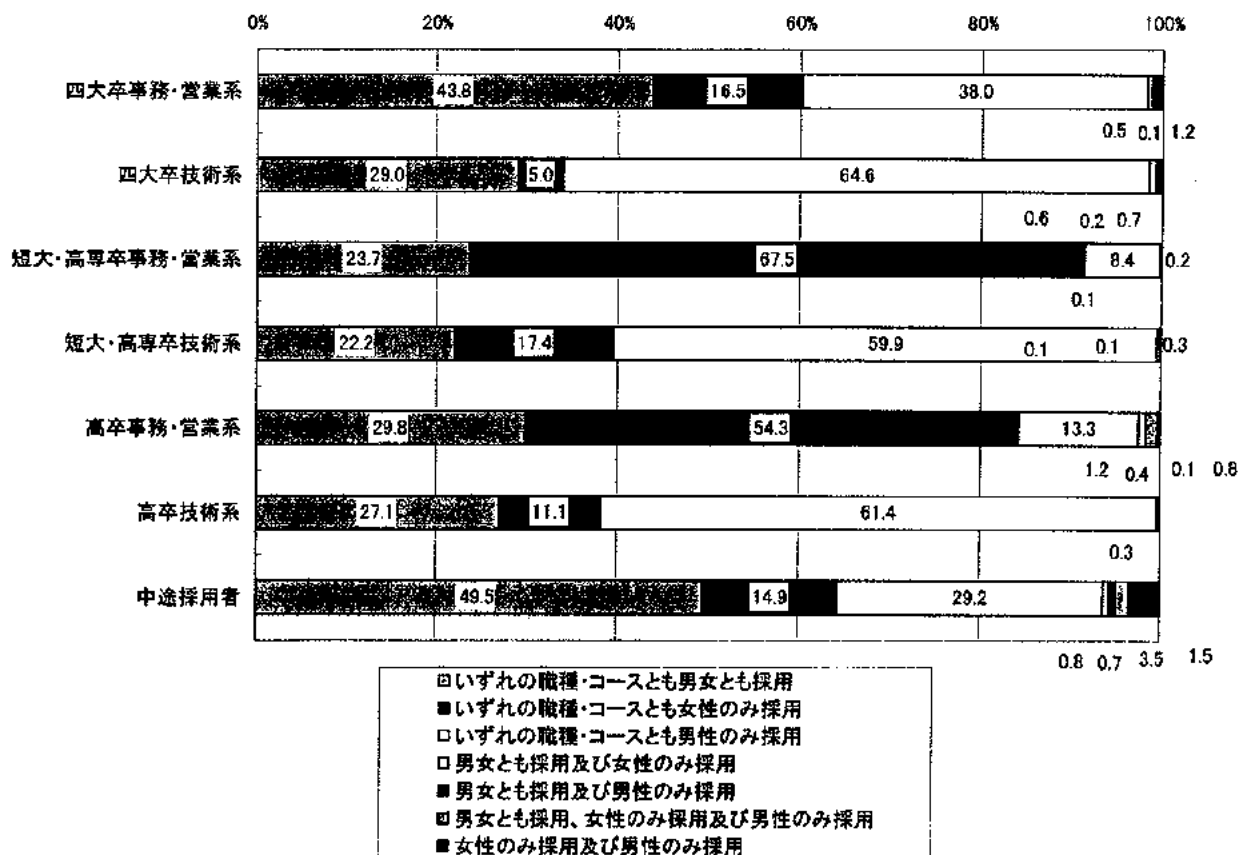 0% 20% 40% 60% 80% 100%
四大卒事務・営業系 43.8 16.5 38.0
0.5 0.1 1.2
四大卒技術系 29.0 5.0 64.6
0.6 0.2 0.7
短大・高専卒事務・営業系 23.7 67.5 8.4 0.2
0.1
短大・高専卒技術系 22.2 17.4 59.9 0.1 0.1 0.3
高卒事務・営業系 29.8 54.3 13.3
1.2 0.4 0.1 0.8
高卒技術系 27.1 11.1 61.4
0.3
中途採用者 49.5 14.9 29.2
0.8 0.7 3.5 1.5
いずれの職種・コースとも男女とも採用
いずれの職種・コースとも女性のみ採用
いずれの職種・コースとも男性のみ採用
男女とも採用及び女性のみ採用
男女とも採用及び男性のみ採用
男女とも採用、女性のみ採用及び男性のみ採用
女性のみ採用及び男性のみ採用